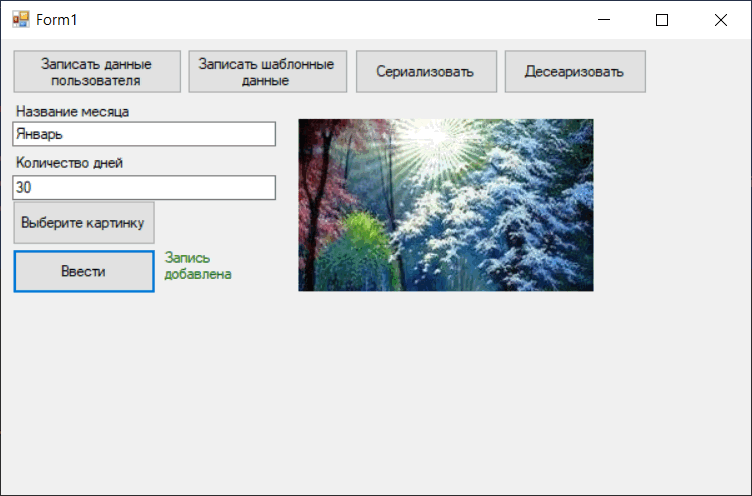 Form1
Записать данные
пользователя
Записать шаблонные
данные
Сериализовать
Десеаризовать
Название месяца
Январь
Количество дней
30
Выберите картинку
Ввести
Запись
добавлена